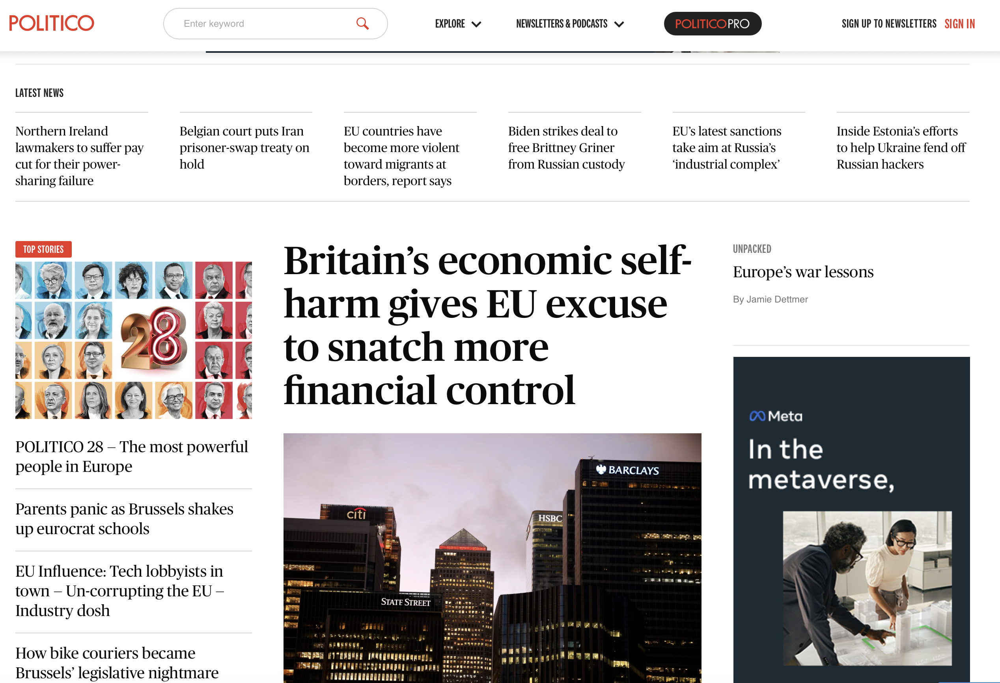 POLITICO
Enter keyword
EXPLORE
NEWSLETTERS & PODCASTS
POLITICO PRO
SIGN UP TO NEWSLETTERS
SIGN IN
LATEST NEWS
Northern Ireland
lawmakers to suffer pay
cut for their power-
sharing failure
Belgian court puts Iran
prisoner-swap treaty on
hold
EU countries have
become more violent
toward migrants at
borders, report says
Biden strikes deal to
free Brittney Griner
from Russian custody
EU’s latest sanctions
take aim at Russia’s
‘industrial complex’
Inside Estonia’s efforts
to help Ukraine fend off
Russian hackers
TOP STORIES
28
POLITICO 28 – The most powerful
people in Europe
Parents panic as Brussels shakes
up eurocrat schools
EU Influence: Tech lobbyists in
town – Un-corrupting the EU –
Industry dosh
How bike couriers became
Brussels’ legislative nightmare
Britain’s economic self-
harm gives EU excuse
to snatch more
financial control
BARCLAYS
citi
HSBC
STATE STREET
UNPACKED
Europe’s war lessons
By Jamie Dettmer
Meta
In the
metaverse,